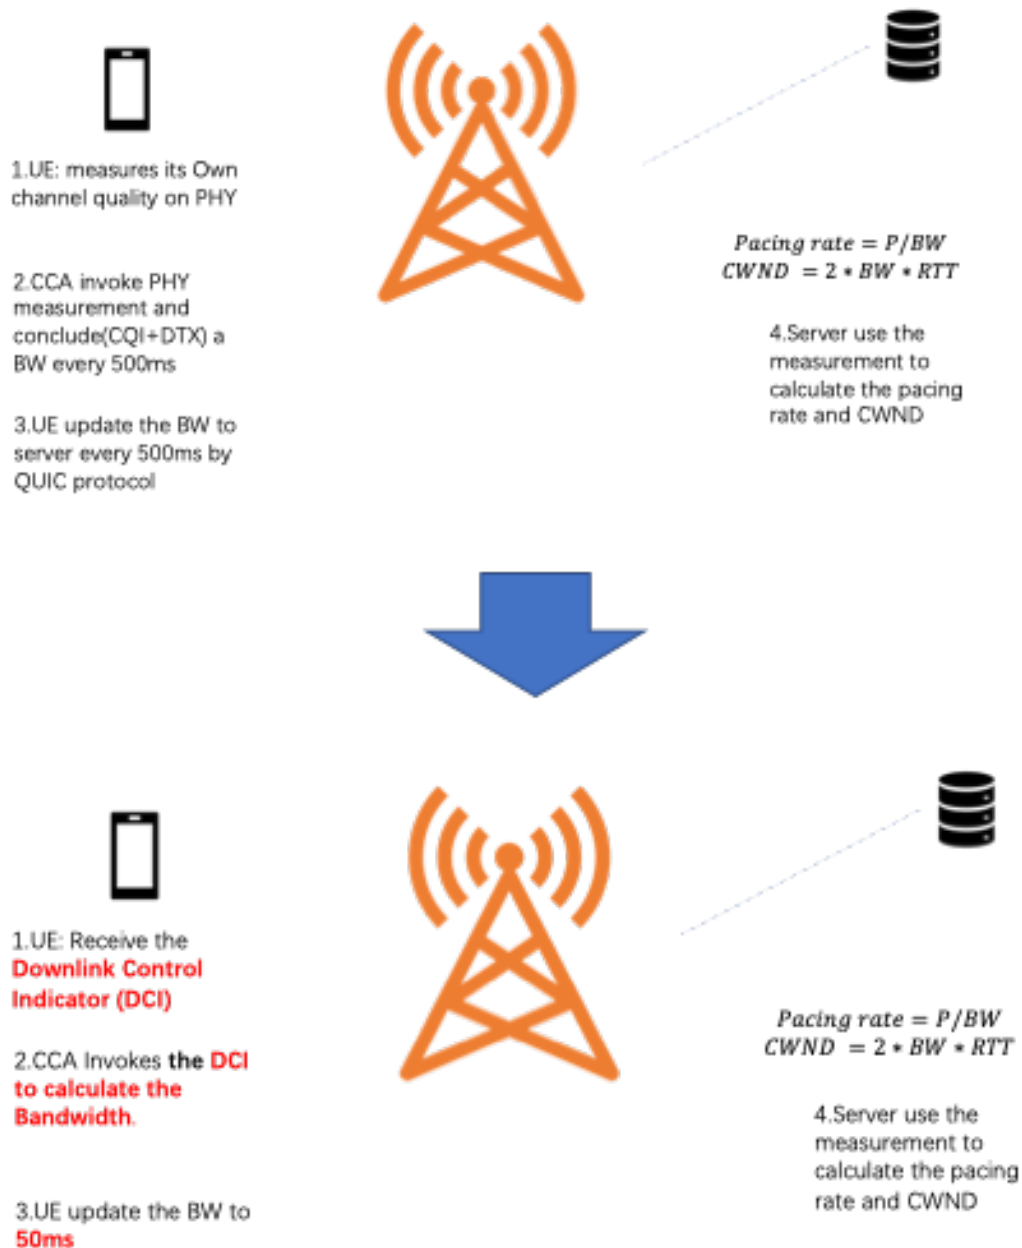 1.UE: measures its Own
channel quality on PHY
2.CCA invoke PHY
measurement and
conclude(CQI+DTX) a
BW every 500ms
3.UE update the BW to
server every 500ms by
QUIC protocol
Pacing rate = P/BW
CWND = 2 * BW * RTT
4.Server use the
measurement to
calculate the pacing
rate and CWND
1.UE: Receive the
Downlink Control
Indicator (DCI)
2.CCA Invokes the DCI
to calculate the
Bandwidth.
3.UE update the BW to
50ms
Pacing rate = P/BW
CWND = 2 * BW * RTT
4.Server use the
measurement to
calculate the pacing
rate and CWND